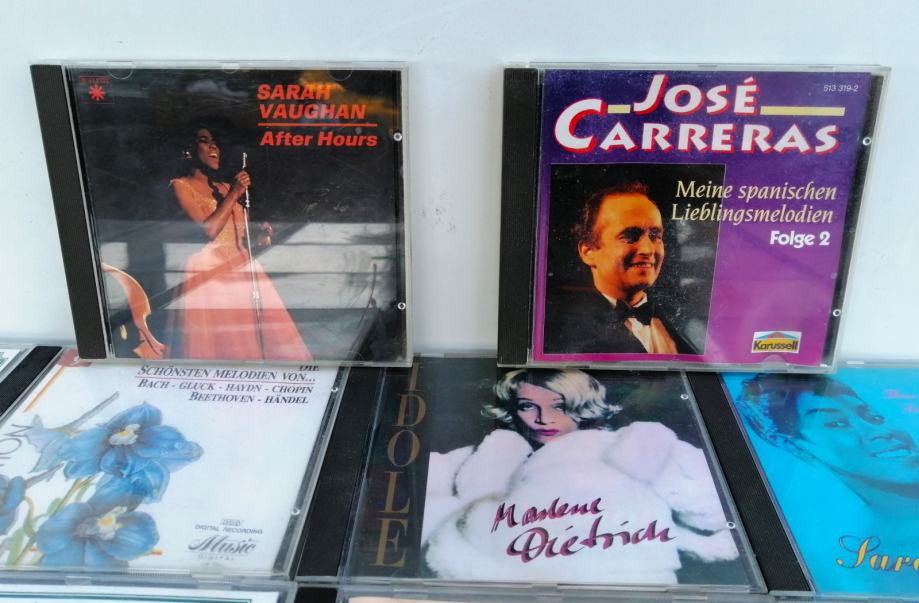 SARAH
VAUGHAN
After Hours
JOSÉ
CARRERAS
513 319-2
Meine spanischen
Lieblingsmelodien
Folge 2
Karussell
DIE
SCHÖNSTEN MELODIEN VON...
BACH - GLUCK - HAYDN - CHOPIN
BEETHOVEN - HÄNDEL
DIGITAL RECORDING
Music
DIGITAL
IDOLE
Marlene
Dietrich